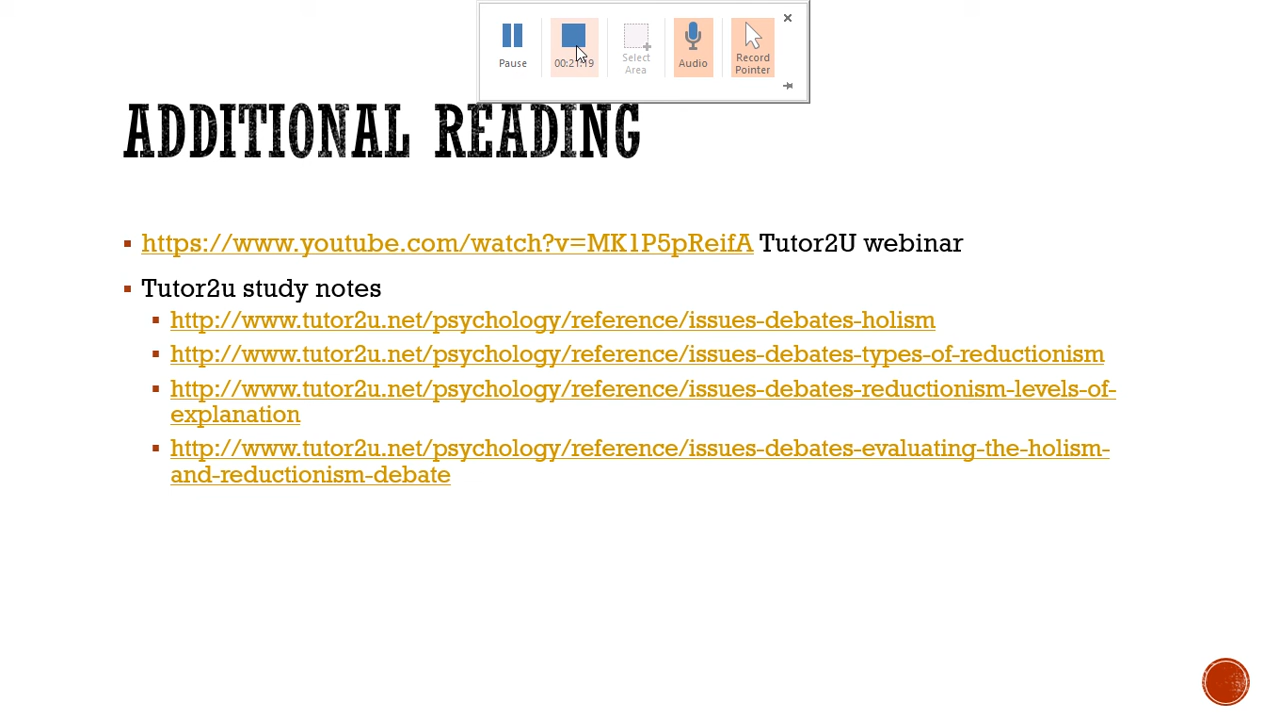 Pause
00:21:19
Select
Area
Audio
Record
Pointer
ADDITIONAL READING
https://www.youtube.com/watch?v=MK1P5pReifA Tutor2U webinar
Tutor2u study notes
http://www.tutor2u.net/psychology/reference/issues-debates-holism
http://www.tutor2u.net/psychology/reference/issues-debates-types-of-reductionism
http://www.tutor2u.net/psychology/reference/issues-debates-reductionism-levels-of-
explanation
http://www.tutor2u.net/psychology/reference/issues-debates-evaluating-the-holism-
and-reductionism-debate